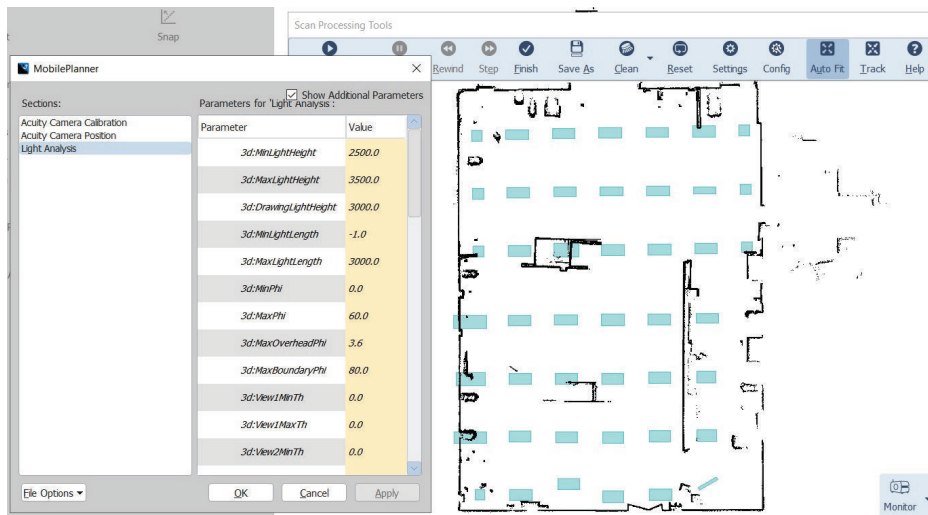 Snap
Scan Processing Tools
Rewind Step Finish Save As Clean Reset Settings Config Auto Fit Track Help
MobilePlanner
Show Additional Parameters
Sections:
Parameters for 'Light Analysis':
Acuity Camera Calibration
Acuity Camera Position
Light Analysis
Parameter Value
3d:MinLightHeight 2500.0
3d:MaxLightHeight 3500.0
3d:DrawingLightHeight 3000.0
3d:MinLightLength -1.0
3d:MaxLightLength 3000.0
3d:MinPhi 0.0
3d:MaxPhi 60.0
3d:MaxOverheadPhi 3.6
3d:MaxBoundaryPhi 80.0
3d:View1MinTh 0.0
3d:View1MaxTh 0.0
3d:View2MinTh 0.0
File Options OK Cancel Apply
Monitor